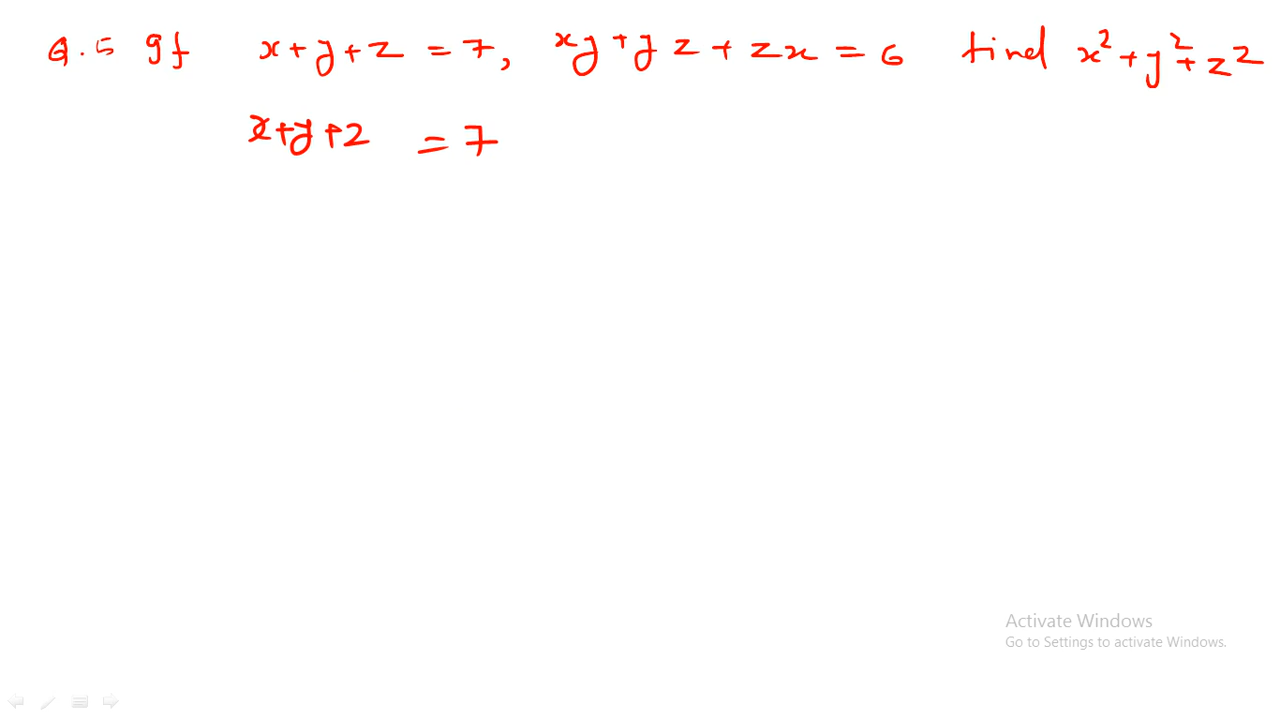 Q.5 If x+y+z = 7, xy+yz+zx = 6 find x²+y²+z²
x+y+z = 7
Activate Windows
Go to Settings to activate Windows.